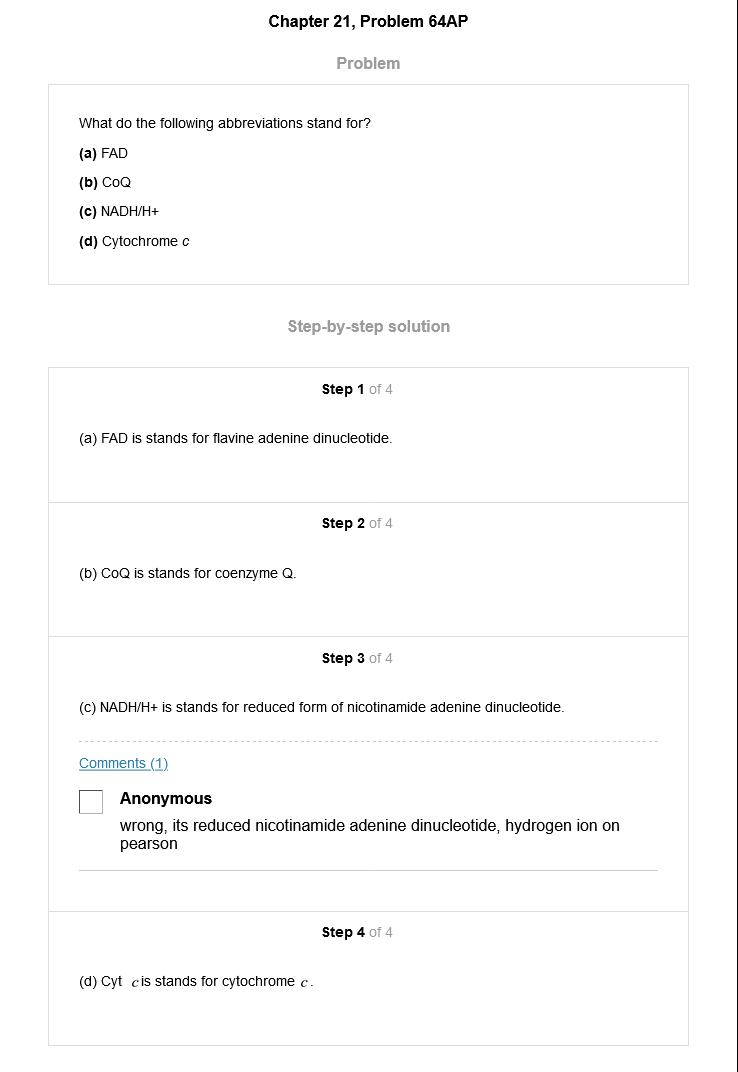 Chapter 21, Problem 64AP
Problem
What do the following abbreviations stand for?
(a) FAD
(b) CoQ
(c) NADH/H+
(d) Cytochrome c
Step-by-step solution
Step 1 of 4
(a) FAD is stands for flavine adenine dinucleotide.
Step 2 of 4
(b) CoQ is stands for coenzyme Q.
Step 3 of 4
(c) NADH/H+ is stands for reduced form of nicotinamide adenine dinucleotide.
Comments (1)
Anonymous
wrong, its reduced nicotinamide adenine dinucleotide, hydrogen ion on
pearson
Step 4 of 4
(d) Cyt c is stands for cytochrome c.